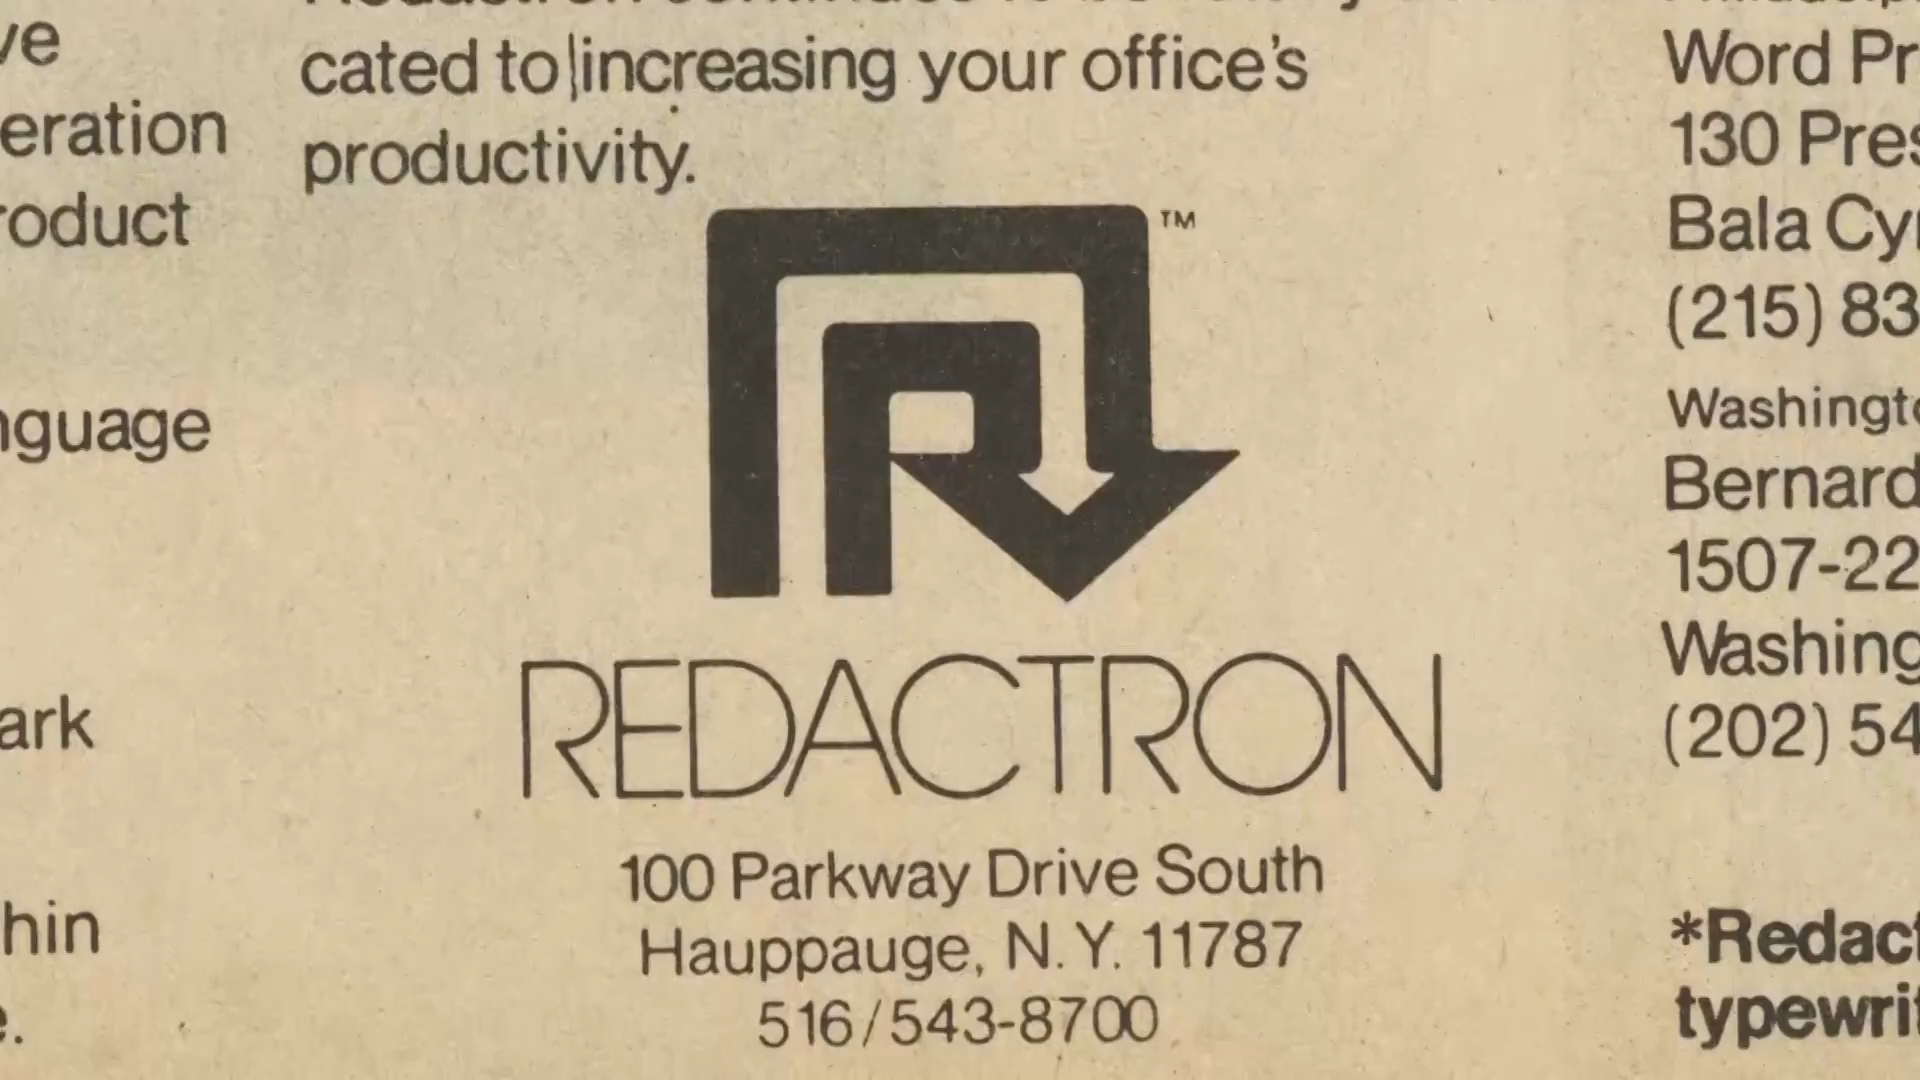 ve
eration
roduct
nguage
ark
hin
e.
cated to increasing your office's
productivity.
TM
REDACTRON
100 Parkway Drive South
Hauppauge, N.Y. 11787
516/543-8700
Word Pr
130 Pres
Bala Cy
(215) 83
Washingto
Bernard
1507-22
Washing
(202) 54
*Redact
typewrit